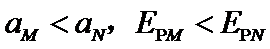 a_M < a_N, E_PM < E_PN